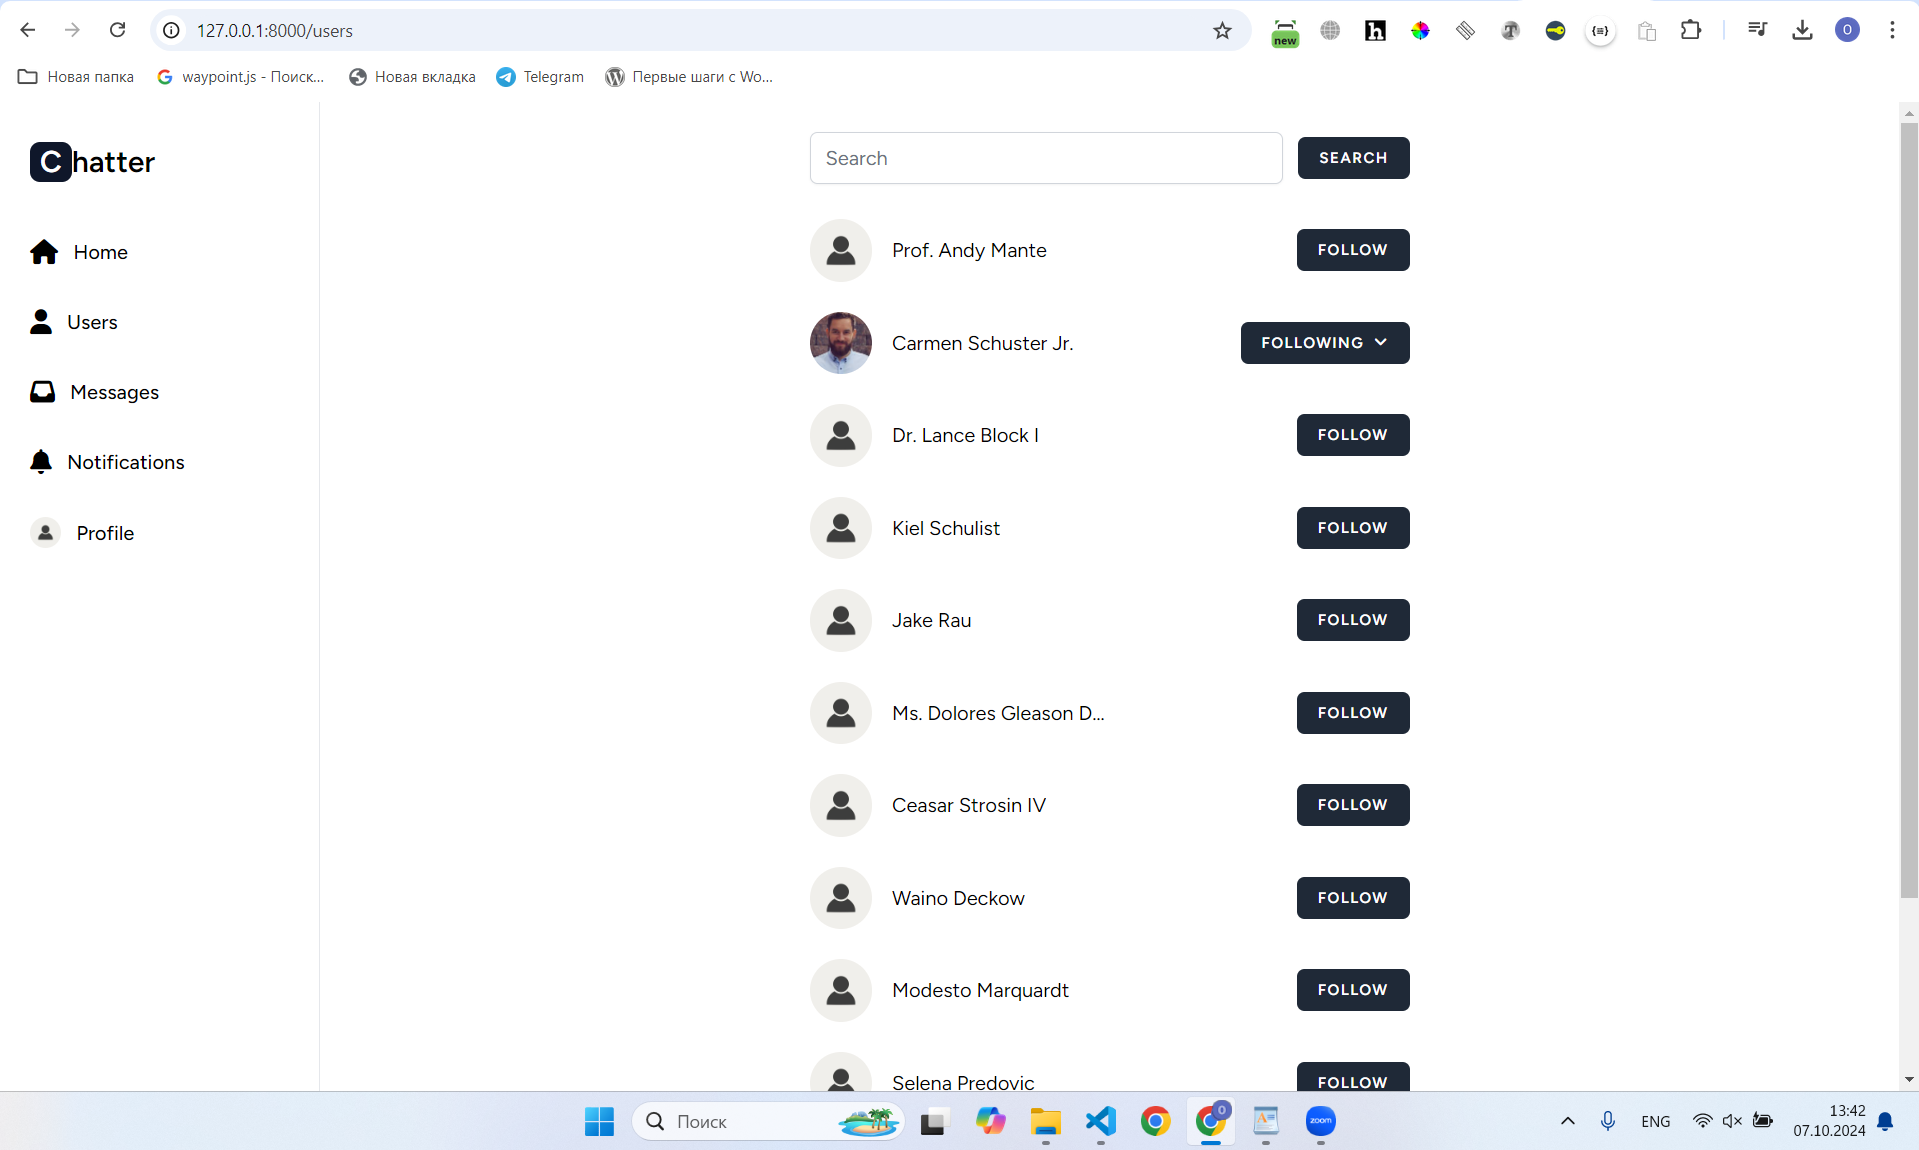 127.0.0.1:8000/users
new
O
Новая папка
waypoint.js - Поиск...
Новая вкладка
Telegram
Первые шаги с Wo...
Chatter
Search
SEARCH
Home
Prof. Andy Mante
FOLLOW
Users
Carmen Schuster Jr.
FOLLOWING
Messages
Dr. Lance Block I
FOLLOW
Notifications
Kiel Schulist
FOLLOW
Profile
Jake Rau
FOLLOW
Ms. Dolores Gleason D...
FOLLOW
Ceasar Strosin IV
FOLLOW
Waino Deckow
FOLLOW
Modesto Marquardt
FOLLOW
Selena Predovic
FOLLOW
Поиск
O
zoom
ENG
13:42
07.10.2024